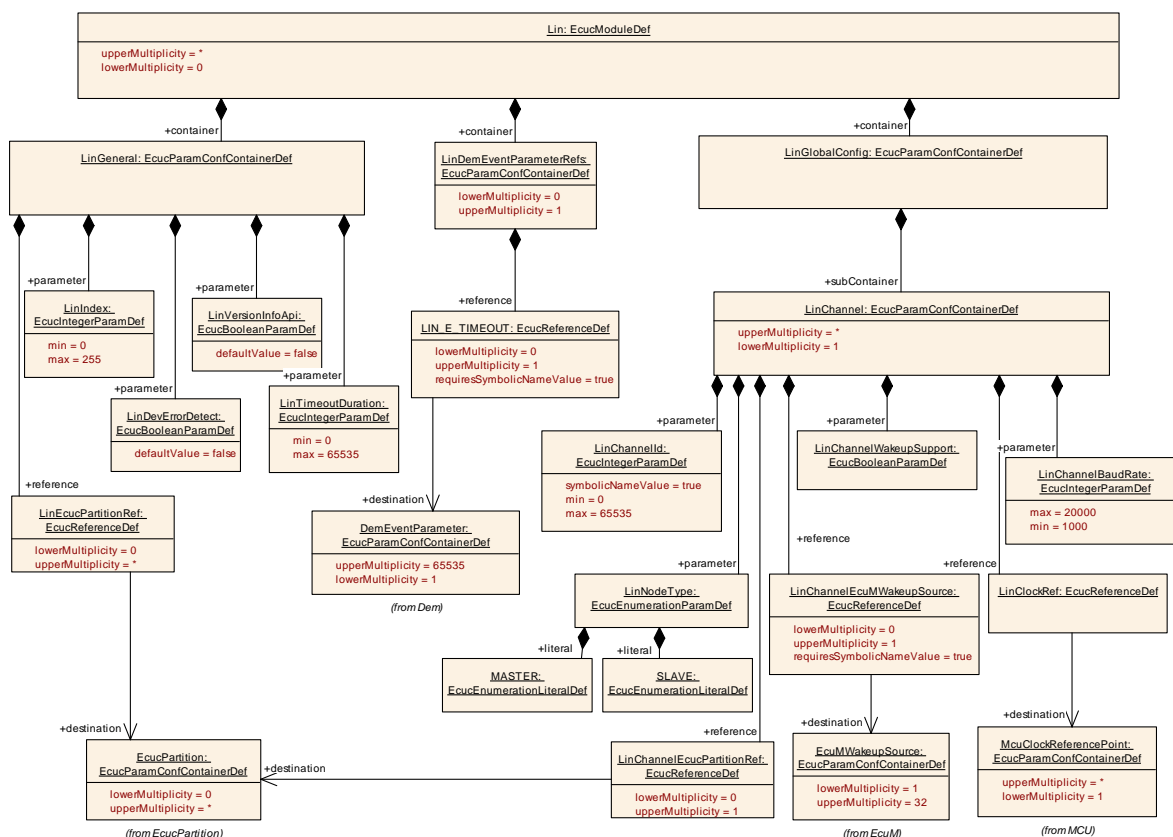 Lin: EcucModuleDef
upperMultiplicity = *
lowerMultiplicity = 0
+container
+container
+container
LinGeneral: EcucParamConfContainerDef
LinDemEventParameterRefs:
EcucParamConfContainerDef
lowerMultiplicity = 0
upperMultiplicity = 1
LinGlobalConfig: EcucParamConfContainerDef
+parameter
+parameter
+reference
+subContainer
LinIndex:
EcucIntegerParamDef
min = 0
max = 255
LinVersionInfoApi:
EcucBooleanParamDef
defaultValue = false
LIN_E_TIMEOUT: EcucReferenceDef
lowerMultiplicity = 0
upperMultiplicity = 1
requiresSymbolicNameValue = true
LinChannel: EcucParamConfContainerDef
upperMultiplicity = *
lowerMultiplicity = 1
+parameter
+parameter
LinDevErrorDetect:
EcucBooleanParamDef
defaultValue = false
LinTimeoutDuration:
EcucIntegerParamDef
min = 0
max = 65535
+parameter
+parameter
+parameter
LinChannelId:
EcucIntegerParamDef
symbolicNameValue = true
min = 0
max = 65535
LinChannelWakeupSupport:
EcucBooleanParamDef
LinChannelBaudRate:
EcucIntegerParamDef
max = 20000
min = 1000
+reference
LinEcucPartitionRef:
EcucReferenceDef
lowerMultiplicity = 0
upperMultiplicity = *
+destination
DemEventParameter:
EcucParamConfContainerDef
upperMultiplicity = 65535
lowerMultiplicity = 1
(from Dem)
+parameter
+reference
+reference
LinNodeType:
EcucEnumerationParamDef
LinChannelEcuMWakeupSource:
EcucReferenceDef
lowerMultiplicity = 0
upperMultiplicity = 1
requiresSymbolicNameValue = true
LinClockRef: EcucReferenceDef
+literal
+literal
MASTER:
EcucEnumerationLiteralDef
SLAVE:
EcucEnumerationLiteralDef
+destination
+reference
+destination
+destination
EcucPartition:
EcucParamConfContainerDef
lowerMultiplicity = 0
upperMultiplicity = *
(from EcucPartition)
+destination
LinChannelEcucPartitionRef:
EcucReferenceDef
lowerMultiplicity = 0
upperMultiplicity = 1
EcuMWakeupSource:
EcucParamConfContainerDef
lowerMultiplicity = 1
upperMultiplicity = 32
(from EcuM)
McuClockReferencePoint:
EcucParamConfContainerDef
upperMultiplicity = *
lowerMultiplicity = 1
(from MCU)